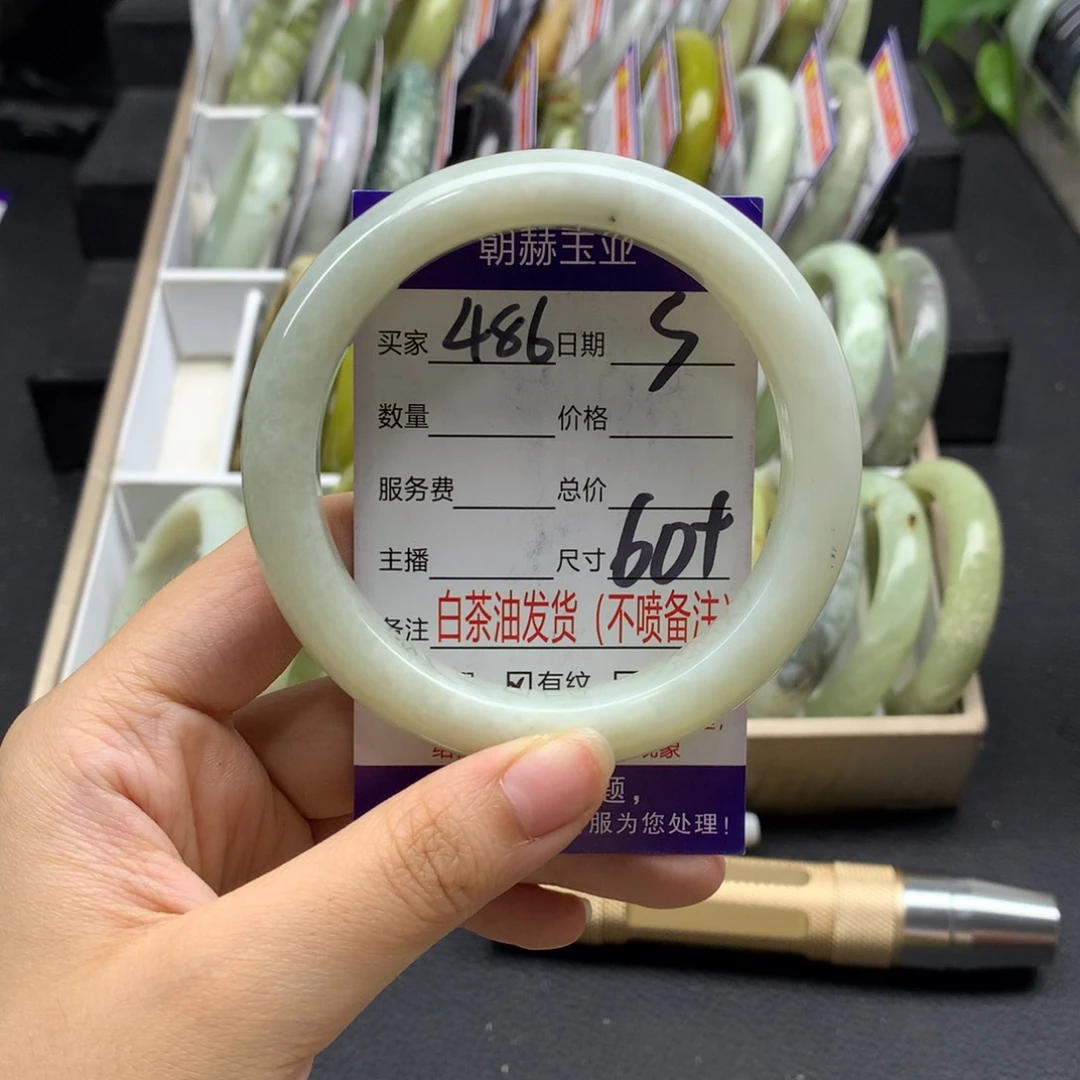 朝赫玉业
买家 486 日期 S
数量 价格
服务费 总价
主播 尺寸 60+
备注 白茶油发货（不喷备注
有纹
现象
题，
服为您处理！